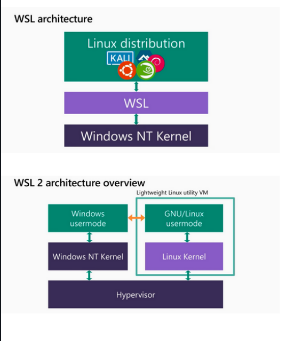 WSL architecture
Linux distribution
KALI
WSL
Windows NT Kernel
WSL 2 architecture overview
Lightweight Linux utility VM
Windows
usermode
GNU/Linux
usermode
Windows NT Kernel
Linux Kernel
Hypervisor